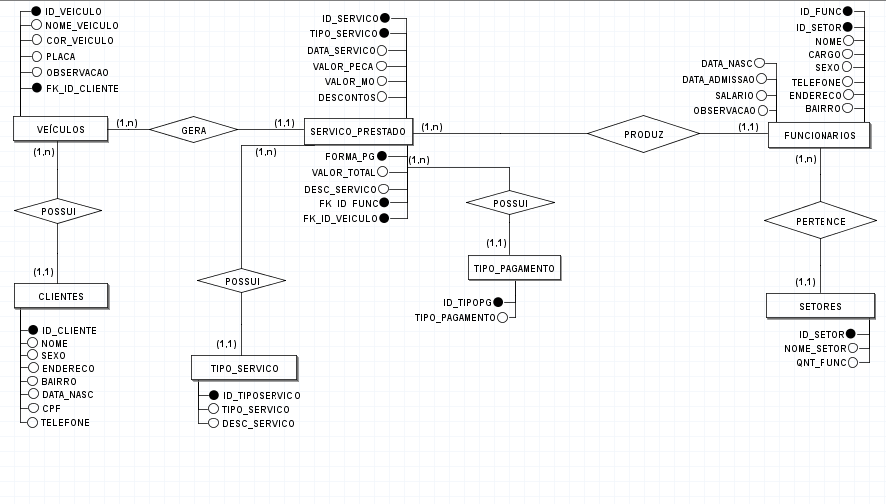 ID_VEICULO
NOME_VEICULO
COR_VEICULO
PLACA
OBSERVACAO
FK_ID_CLIENTE
VEÍCULOS
(1,n)
GERA
(1,1)
(1,n)
POSSUI
(1,1)
CLIENTES
ID_CLIENTE
NOME
SEXO
ENDERECO
BAIRRO
DATA_NASC
CPF
TELEFONE
ID_SERVICO
TIPO_SERVICO
DATA_SERVICO
VALOR_PECA
VALOR_MO
DESCONTOS
SERVICO_PRESTADO
(1,n)
(1,n)
FORMA_PG
VALOR_TOTAL
DESC_SERVICO
FK_ID_FUNC
FK_ID_VEICULO
(1,n)
POSSUI
(1,1)
TIPO_SERVICO
ID_TIPOSERVICO
TIPO_SERVICO
DESC_SERVICO
POSSUI
(1,1)
TIPO_PAGAMENTO
ID_TIPOPG
TIPO_PAGAMENTO
PRODUZ
(1,1)
ID_FUNC
ID_SETOR
NOME
CARGO
SEXO
TELEFONE
ENDERECO
BAIRRO
DATA_NASC
DATA_ADMISSAO
SALARIO
OBSERVACAO
FUNCIONARIOS
(1,n)
PERTENCE
(1,1)
SETORES
ID_SETOR
NOME_SETOR
QNT_FUNC